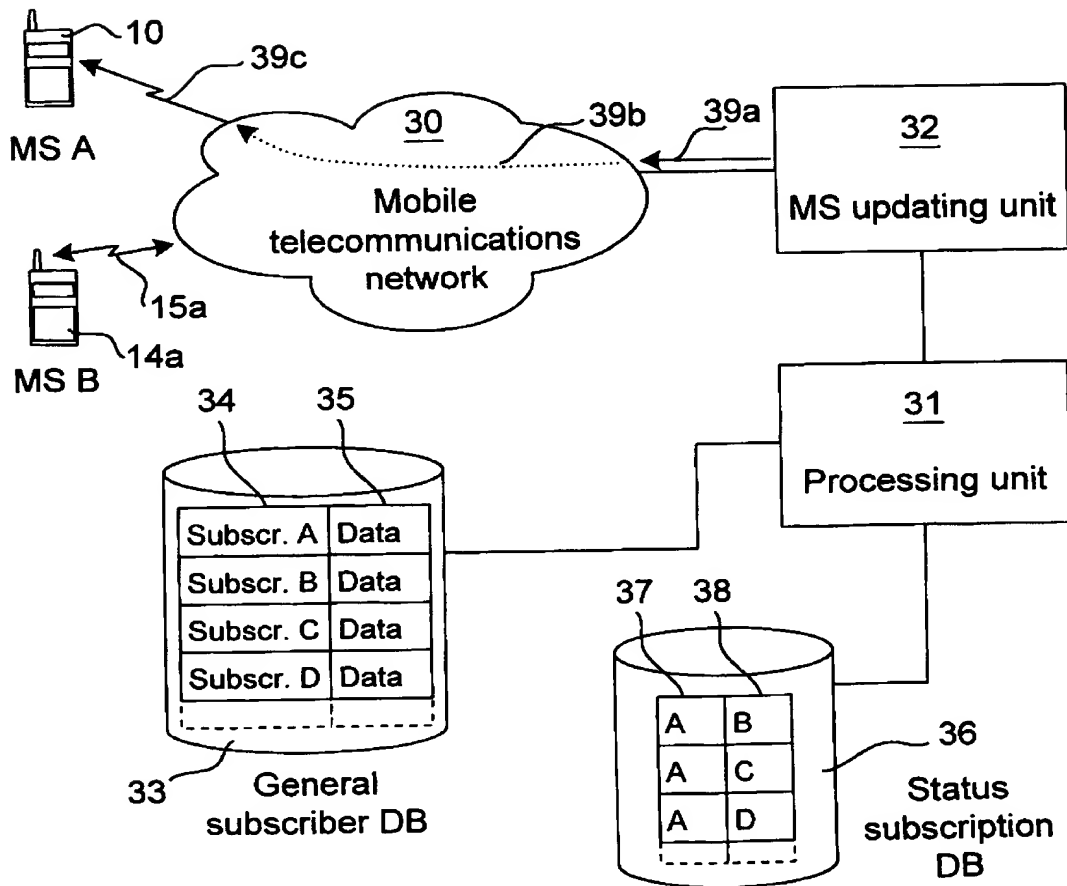 10
39c
MS A
30
39b
39a
32
MS updating unit
Mobile
telecommunications
network
15a
14a
MS B
31
Processing unit
34
35
Subscr. A Data
Subscr. B Data
Subscr. C Data
Subscr. D Data
33
General
subscriber DB
37
38
A B
A C
A D
36
Status
subscription
DB